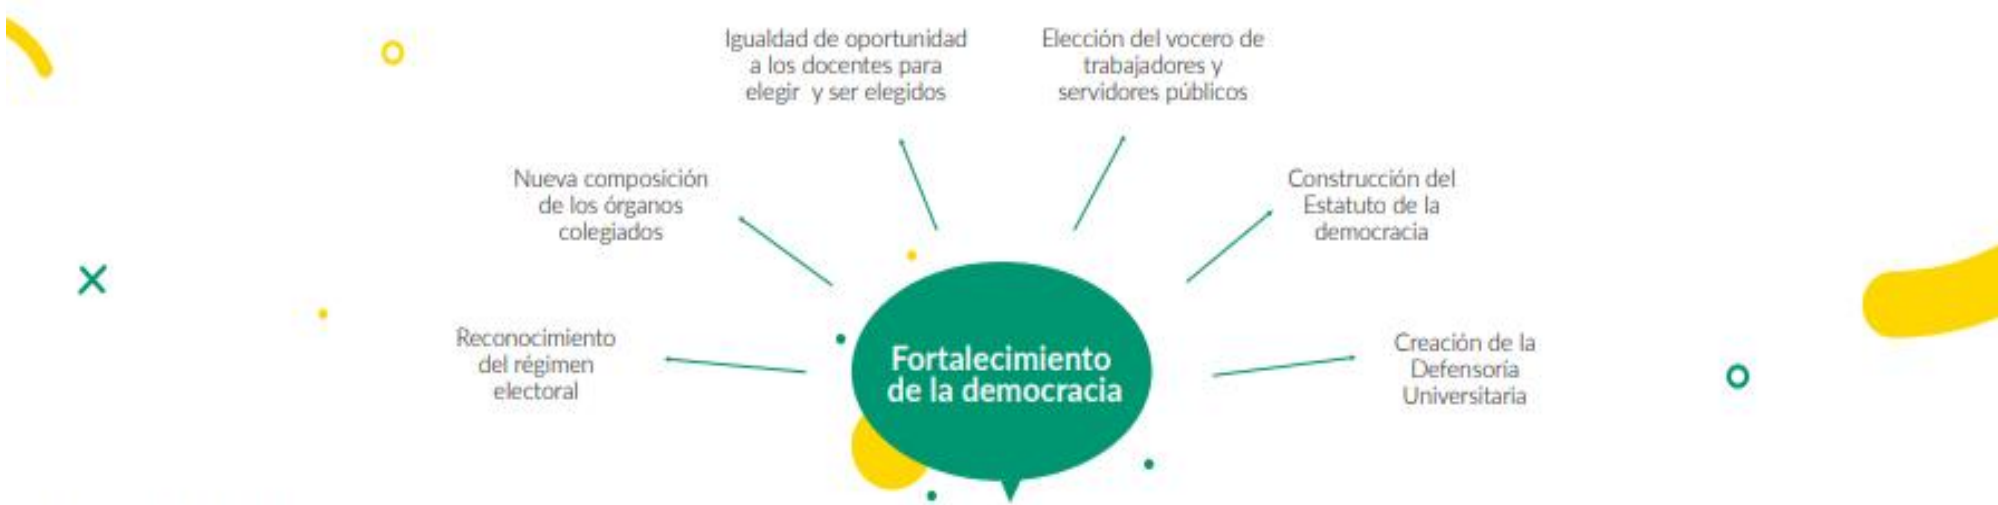 Igualdad de oportunidad
a los docentes para
elegir y ser elegidos
Elección del vocero de
trabajadores y
servidores públicos
Nueva composición
de los órganos
colegiados
Construcción del
Estatuto de la
democracia
Reconocimiento
del régimen
electoral
Fortalecimiento
de la democracia
Creación de la
Defensoría
Universitaria